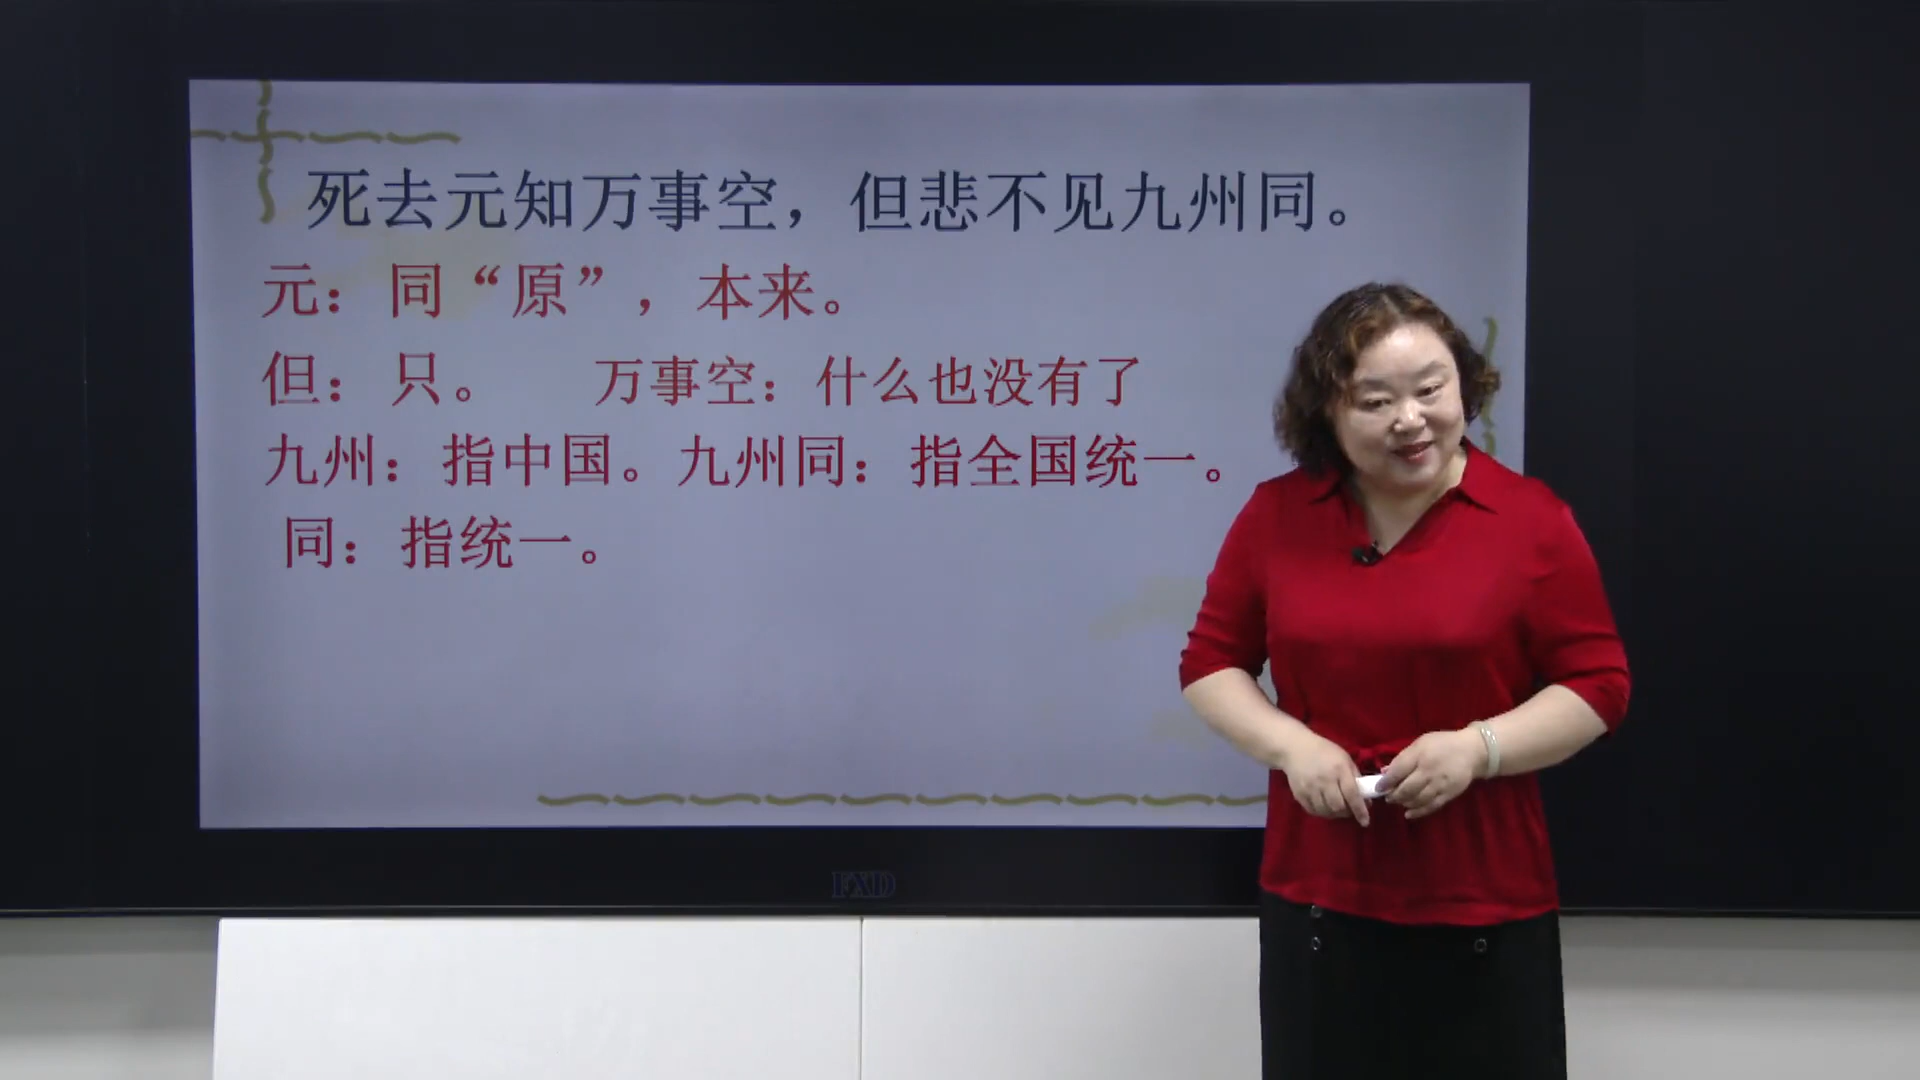 死去元知万事空，但悲不见九州同。
元：同“原”，本来。
但：只。 万事空：什么也没有了
九州：指中国。九州同：指全国统一。
同：指统一。
FXD